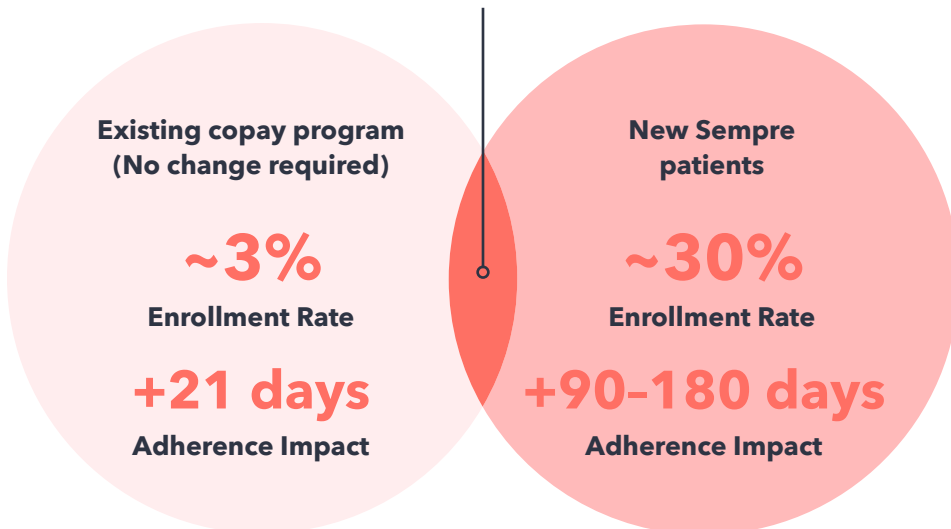 Existing copay program
(No change required)
~3%
Enrollment Rate
+21 days
Adherence Impact
New Sempre
patients
~30%
Enrollment Rate
+90–180 days
Adherence Impact